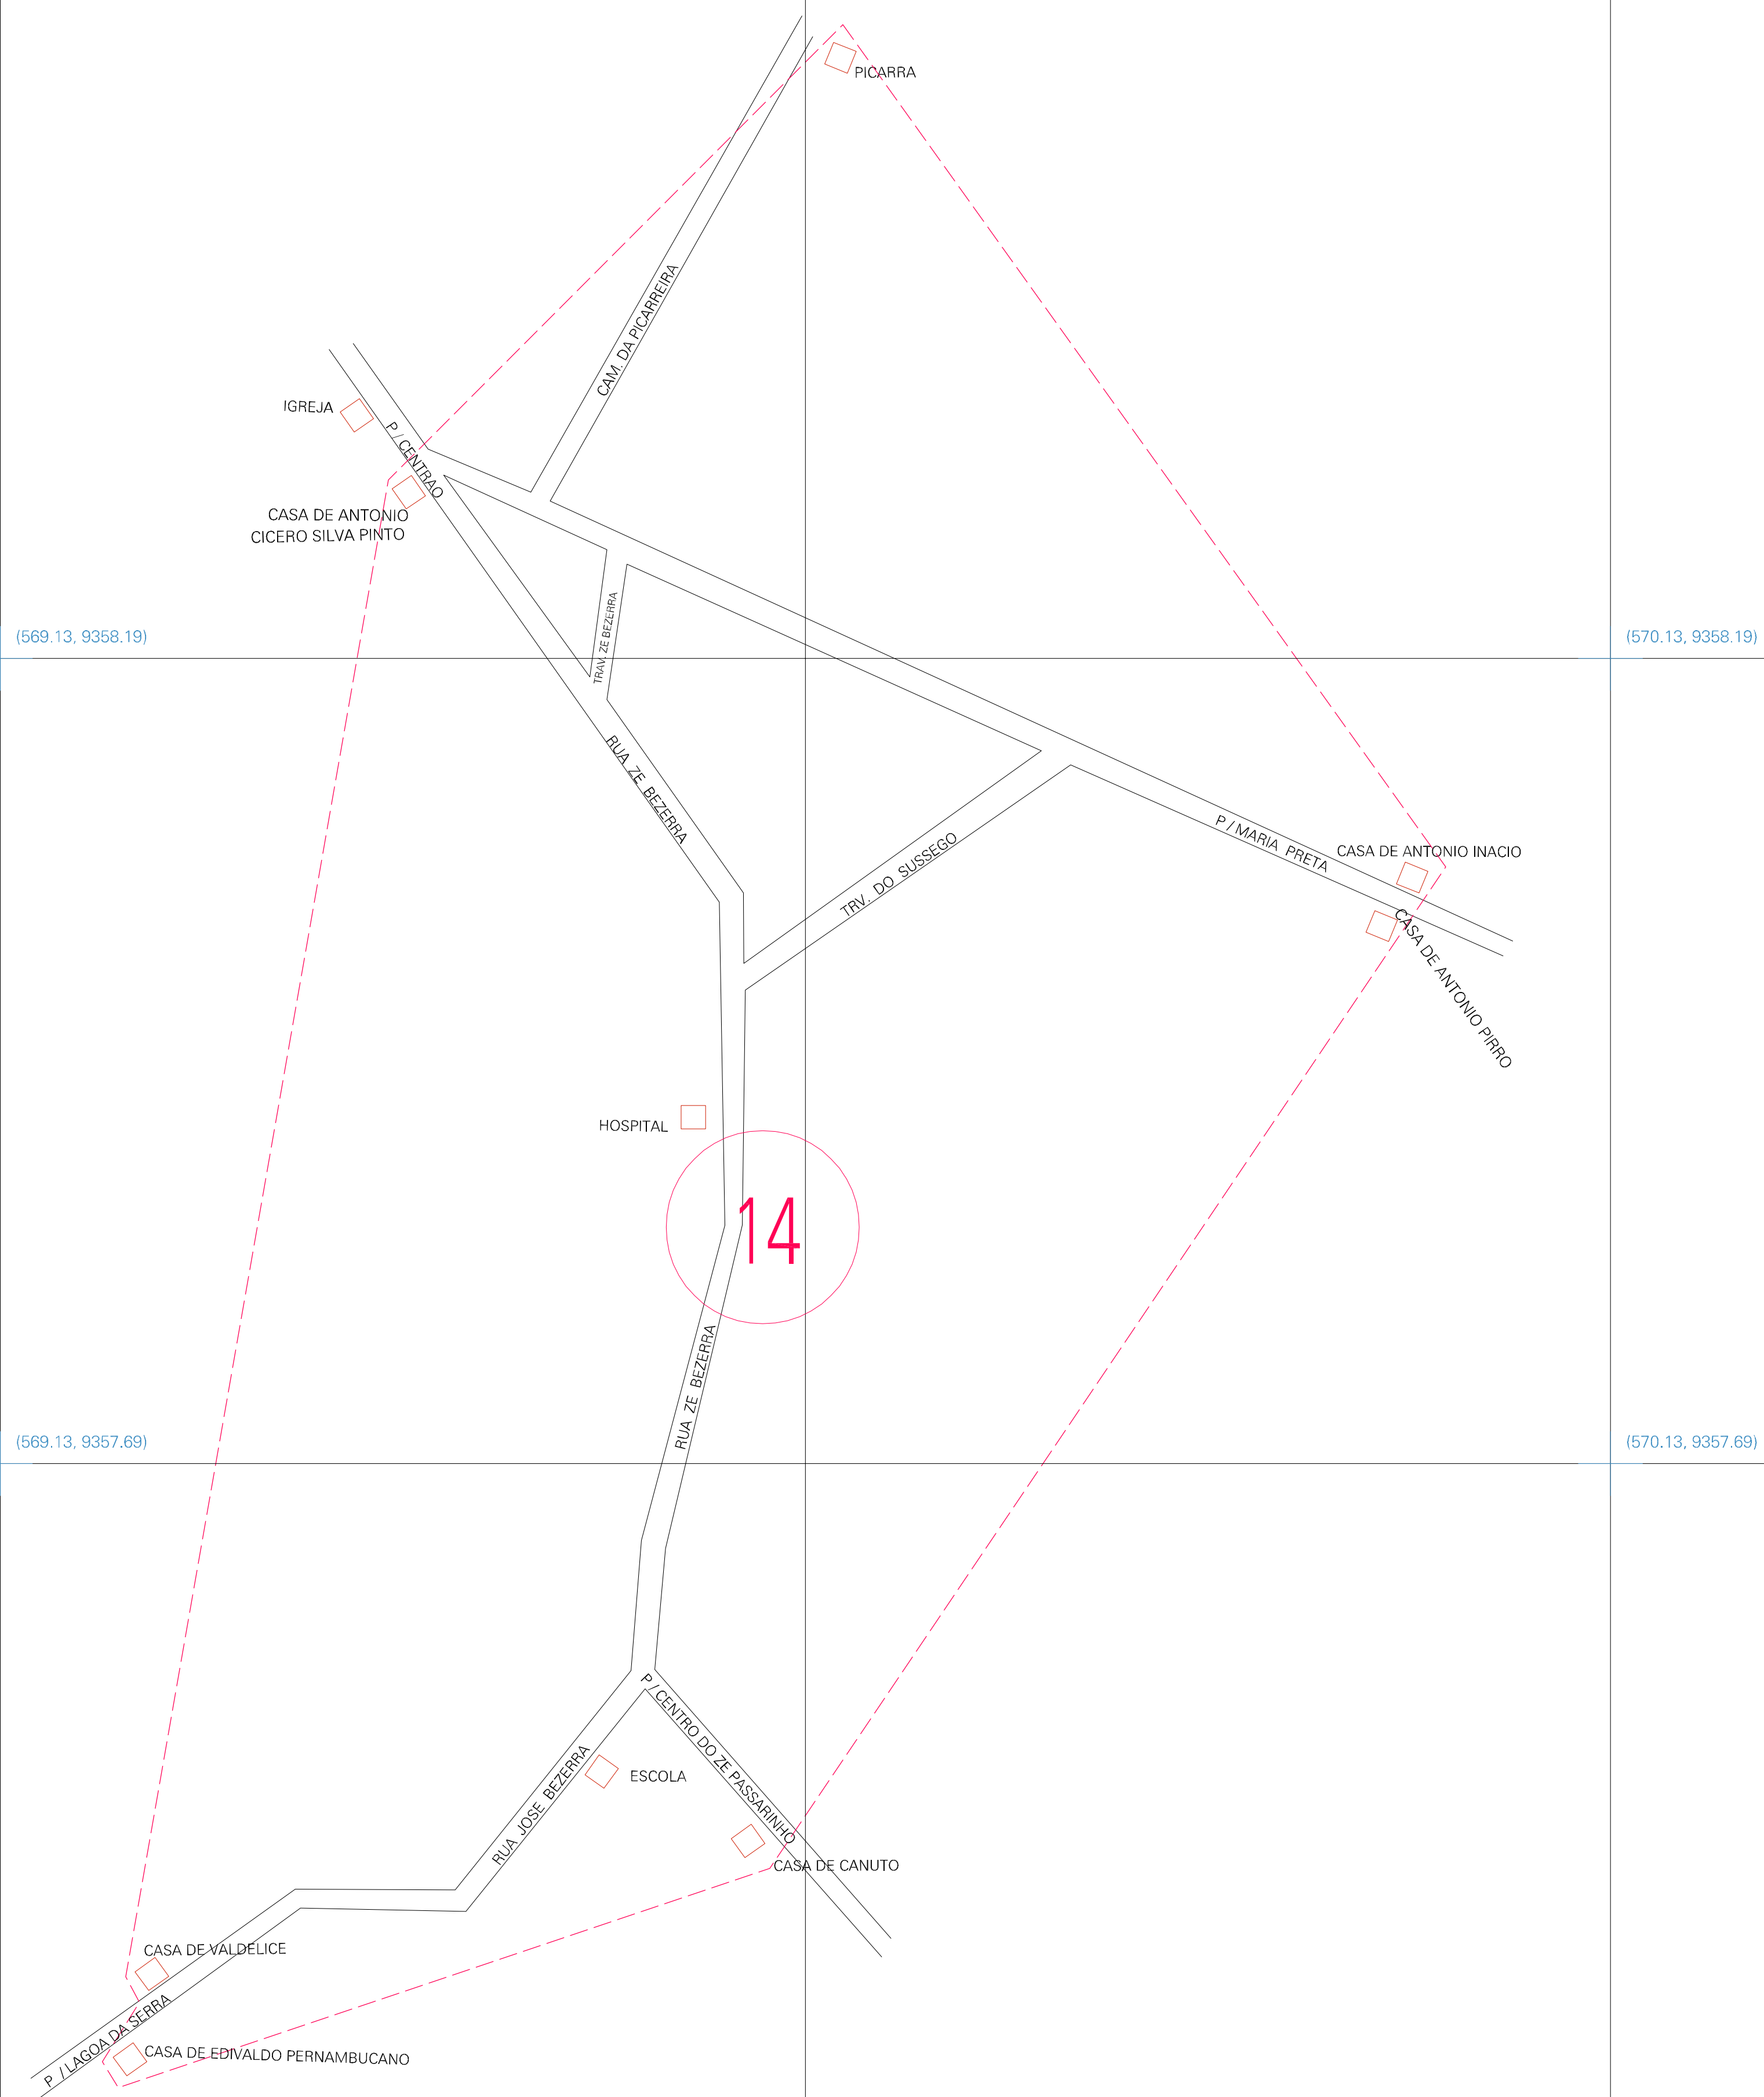 PICARRA
CAM. DA PICARREIRA
IGREJA
P / CENTRAO
CASA DE ANTONIO
CICERO SILVA PINTO
TRAV. ZE BEZERRA
(569.13, 9358.19)
(570.13, 9358.19)
RUA ZE BEZERRA
TRV. DO SUSSEGO
P / MARIA PRETA
CASA DE ANTONIO INACIO
CASA DE ANTONIO PIRRO
HOSPITAL
14
RUA ZE BEZERRA
(569.13, 9357.69)
(570.13, 9357.69)
P / CENTRO DO ZE PASSARINHO
RUA JOSE BEZERRA
ESCOLA
CASA DE CANUTO
CASA DE VALDELICE
P / LAGOA DA SERRA
CASA DE EDIVALDO PERNAMBUCANO